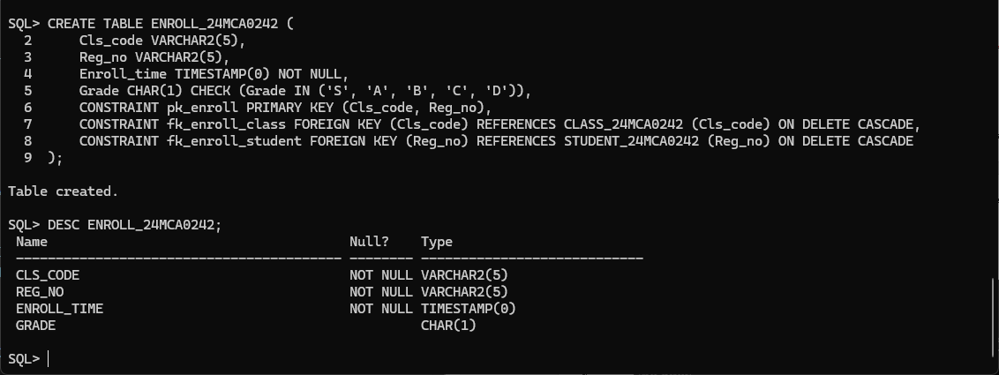 SQL> CREATE TABLE ENROLL_24MCA0242 (
  2      Cls_code VARCHAR2(5),
  3      Reg_no VARCHAR2(5),
  4      Enroll_time TIMESTAMP(0) NOT NULL,
  5      Grade CHAR(1) CHECK (Grade IN ('S', 'A', 'B', 'C', 'D')),
  6      CONSTRAINT pk_enroll PRIMARY KEY (Cls_code, Reg_no),
  7      CONSTRAINT fk_enroll_class FOREIGN KEY (Cls_code) REFERENCES CLASS_24MCA0242 (Cls_code) ON DELETE CASCADE,
  8      CONSTRAINT fk_enroll_student FOREIGN KEY (Reg_no) REFERENCES STUDENT_24MCA0242 (Reg_no) ON DELETE CASCADE
  9  );
Table created.
SQL> DESC ENROLL_24MCA0242;
 Name                                      Null?    Type
 ----------------------------------------- -------- ----------------------------
 CLS_CODE                                  NOT NULL VARCHAR2(5)
 REG_NO                                    NOT NULL VARCHAR2(5)
 ENROLL_TIME                               NOT NULL TIMESTAMP(0)
 GRADE                                              CHAR(1)
SQL>